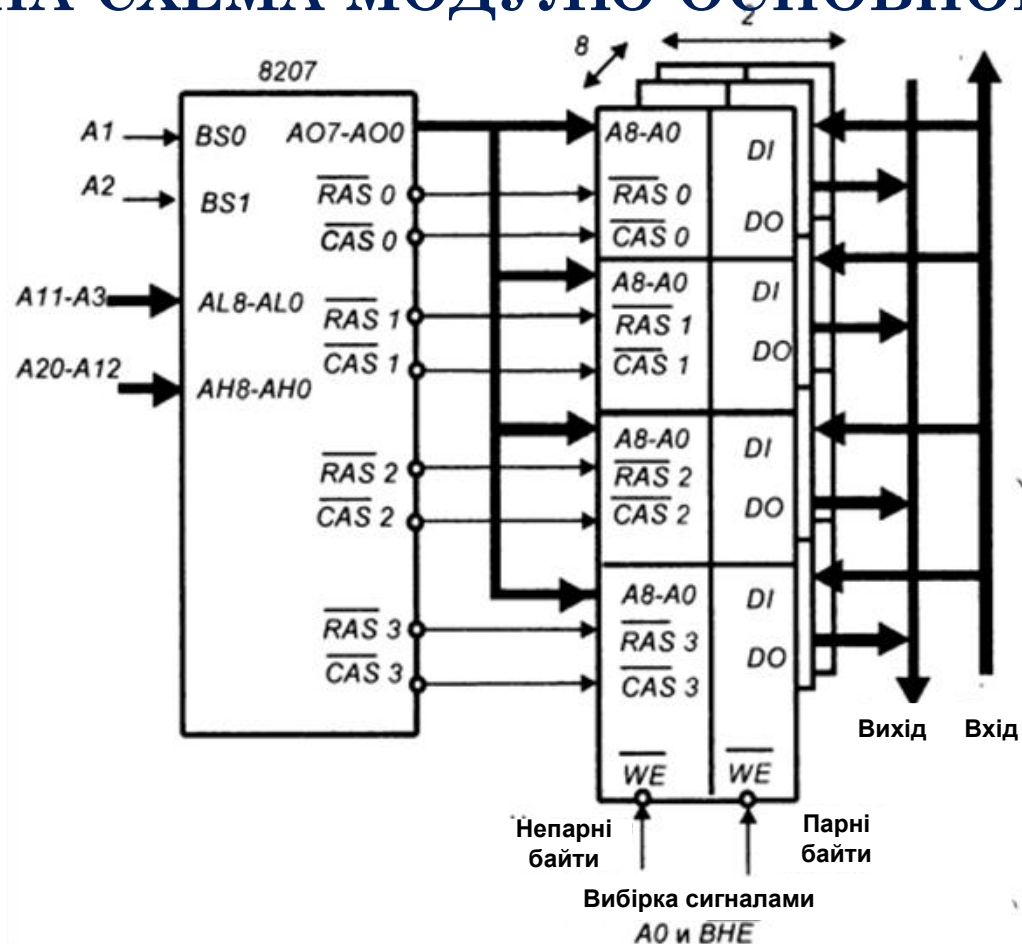 НА СХЕМА МОДУЛЮ ОСНОВНО
8207
A1
BS0
AO7-AO0
A2
BS1
RAS 0
CAS 0
A11-A3
AL8-AL0
RAS 1
CAS 1
A20-A12
AH8-AH0
RAS 2
CAS 2
RAS 3
CAS 3
8
2
A8-A0
DI
RAS 0
DO
CAS 0
A8-A0
DI
RAS 1
DO
CAS 1
A8-A0
DI
RAS 2
DO
CAS 2
A8-A0
DI
RAS 3
DO
CAS 3
WE
WE
Вихід
Вхід
Непарні
байти
Парні
байти
Вибірка сигналами
A0 и BHE